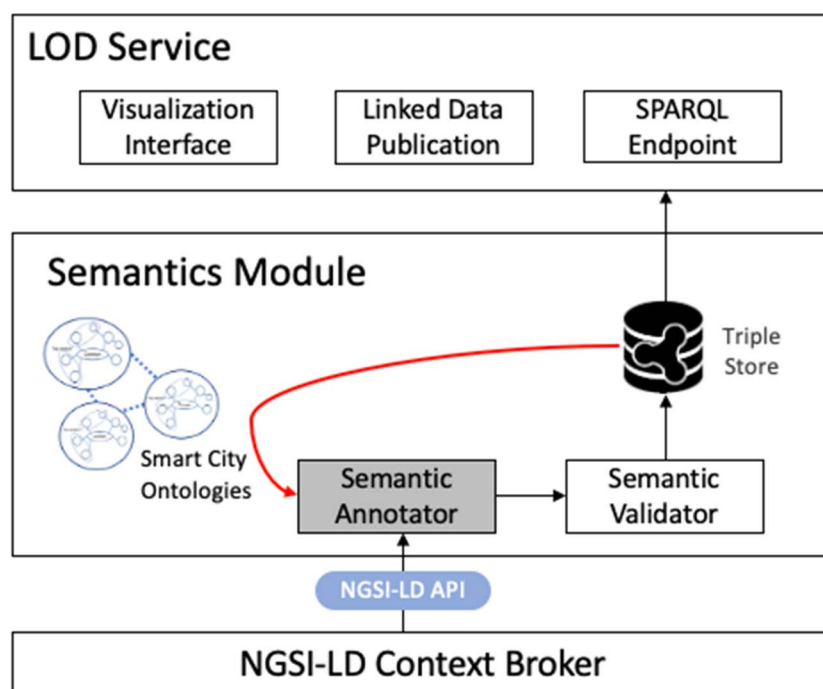 LOD Service
Visualization
Interface
Linked Data
Publication
SPARQL
Endpoint
Semantics Module
Triple
Store
Smart City
Ontologies
Semantic
Annotator
Semantic
Validator
NGSI-LD API
NGSI-LD Context Broker